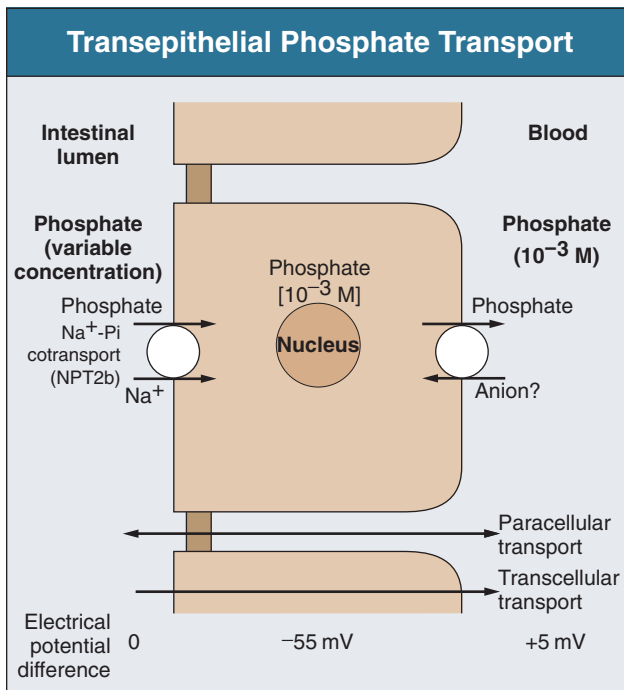 Transepithelial Phosphate Transport
Intestinal
lumen
Blood
Phosphate
(variable
concentration)
Phosphate
(10⁻³ M)
Phosphate
[10⁻³ M]
Nucleus
Phosphate
Na⁺-Pi
cotransport
(NPT2b)
Na⁺
Phosphate
Anion?
Paracellular
transport
Transcellular
transport
Electrical
potential
difference
0
−55 mV
+5 mV